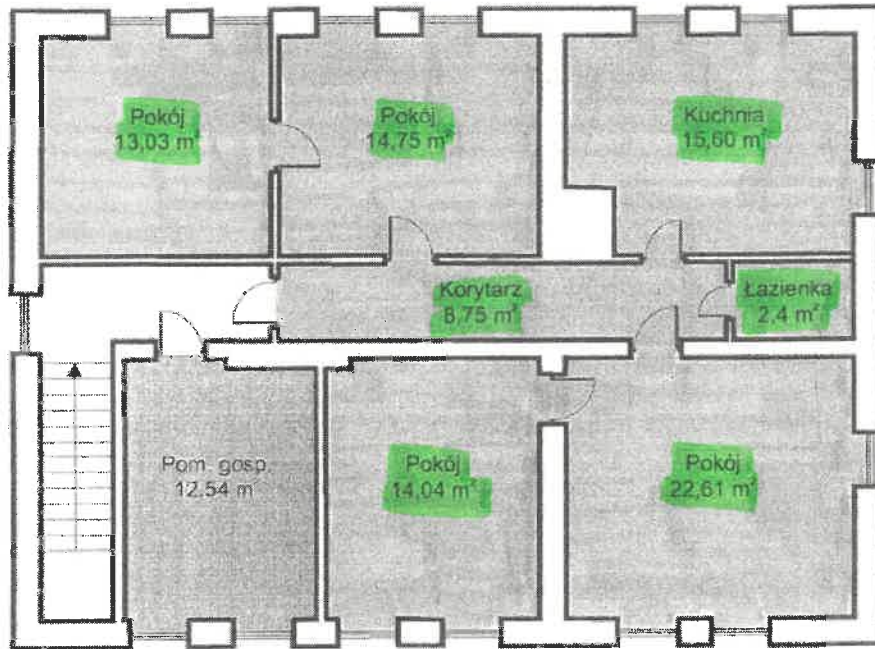 Pokój
13,03 m²
Pokój
14,75 m²
Kuchnia
15,60 m²
Korytarz
8,75 m²
Łazienka
2,4 m²
Pom. gosp.
12,54 m
Pokój
14,04 m²
Pokój
22,61 m²